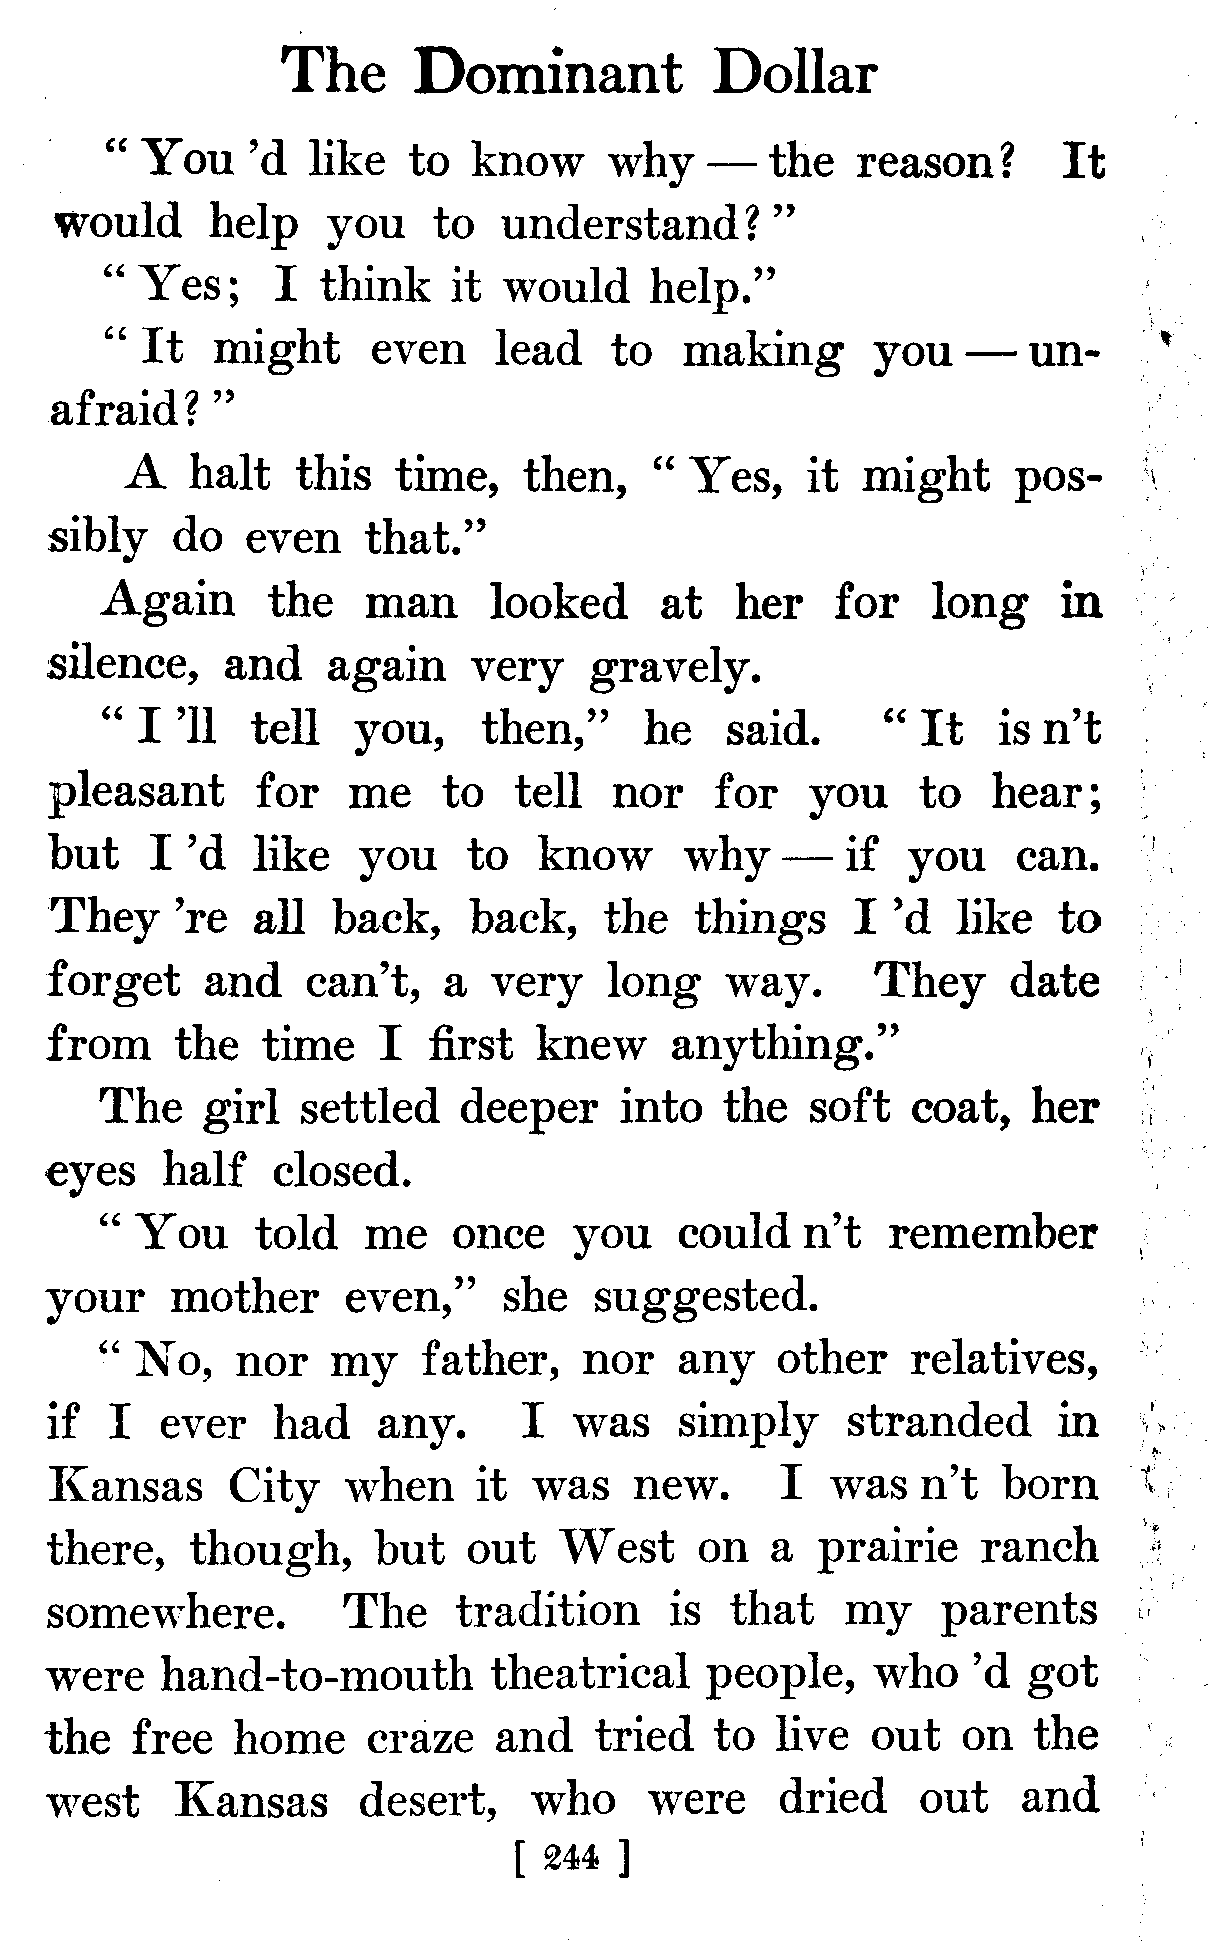 The Dominant Dollar
“ You ’d like to know why — the reason? It
would help you to understand? ”
“ Yes; I think it would help.”
“ It might even lead to making you — un-
afraid? ”
A halt this time, then, “ Yes, it might pos-
sibly do even that.”
Again the man looked at her for long in
silence, and again very gravely.
“ I ’ll tell you, then,” he said. “ It is n’t
pleasant for me to tell nor for you to hear;
but I ’d like you to know why — if you can.
They ’re all back, back, the things I ’d like to
forget and can’t, a very long way. They date
from the time I first knew anything.”
The girl settled deeper into the soft coat, her
eyes half closed.
“ You told me once you could n’t remember
your mother even,” she suggested.
“ No, nor my father, nor any other relatives,
if I ever had any. I was simply stranded in
Kansas City when it was new. I was n’t born
there, though, but out West on a prairie ranch
somewhere. The tradition is that my parents
were hand-to-mouth theatrical people, who ’d got
the free home craze and tried to live out on the
west Kansas desert, who were dried out and
[ 244 ]